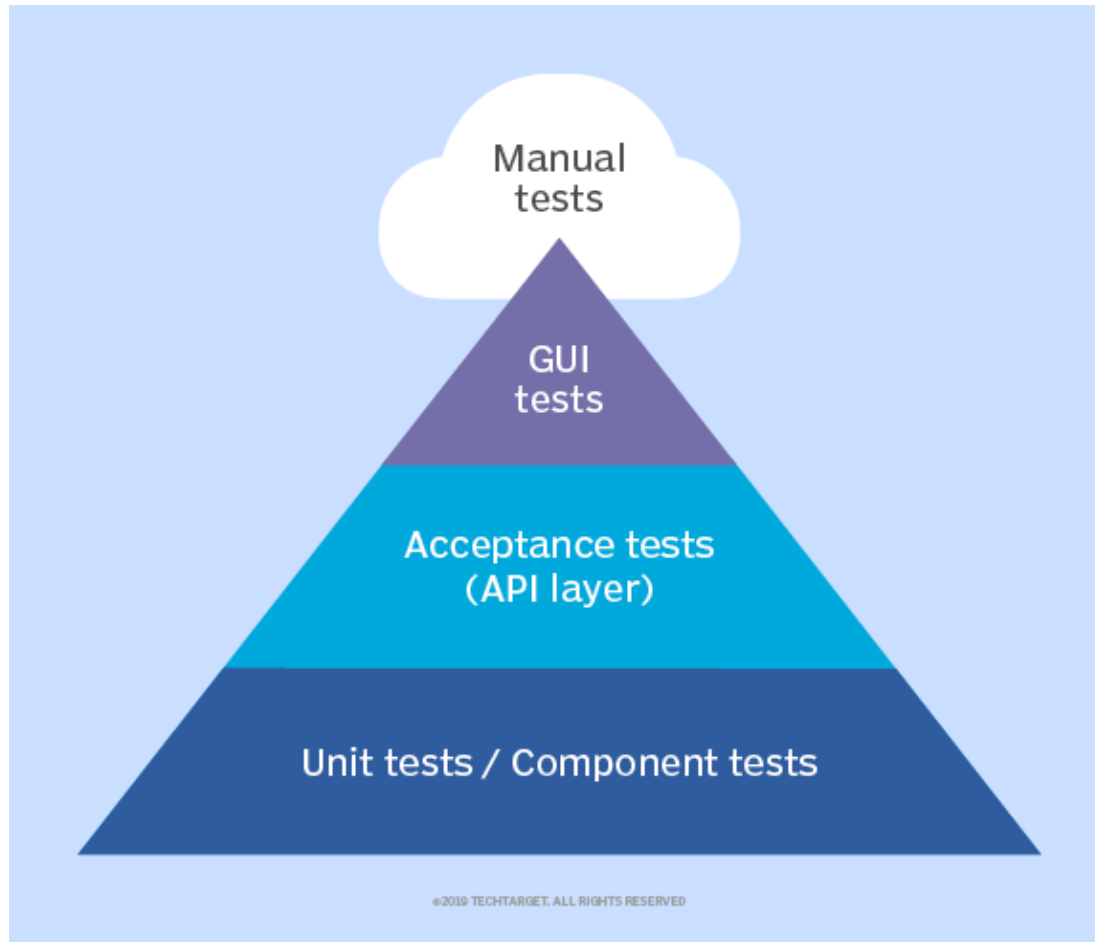 Manual
tests
GUI
tests
Acceptance tests
(API layer)
Unit tests / Component tests
©2019 TECHTARGET. ALL RIGHTS RESERVED